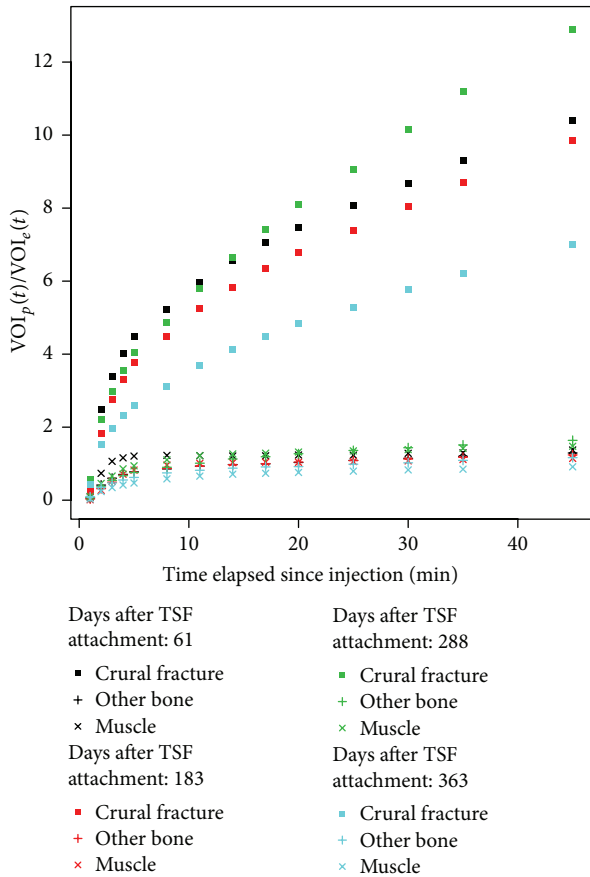 12
10
8
6
4
2
0
VOIp(t)/VOIe(t)
0 10 20 30 40
Time elapsed since injection (min)
Days after TSF
attachment: 61
Crural fracture
Other bone
Muscle
Days after TSF
attachment: 183
Crural fracture
Other bone
Muscle
Days after TSF
attachment: 288
Crural fracture
Other bone
Muscle
Days after TSF
attachment: 363
Crural fracture
Other bone
Muscle